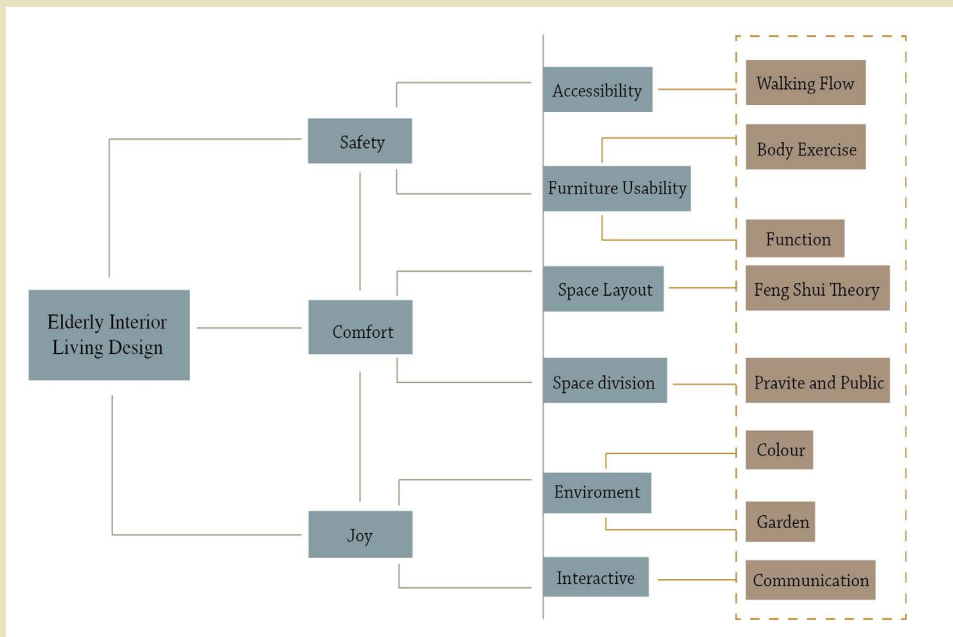 Elderly Interior
Living Design
Safety
Comfort
Joy
Accessibility
Furniture Usability
Space Layout
Space division
Enviroment
Interactive
Walking Flow
Body Exercise
Function
Feng Shui Theory
Pravite and Public
Colour
Garden
Communication